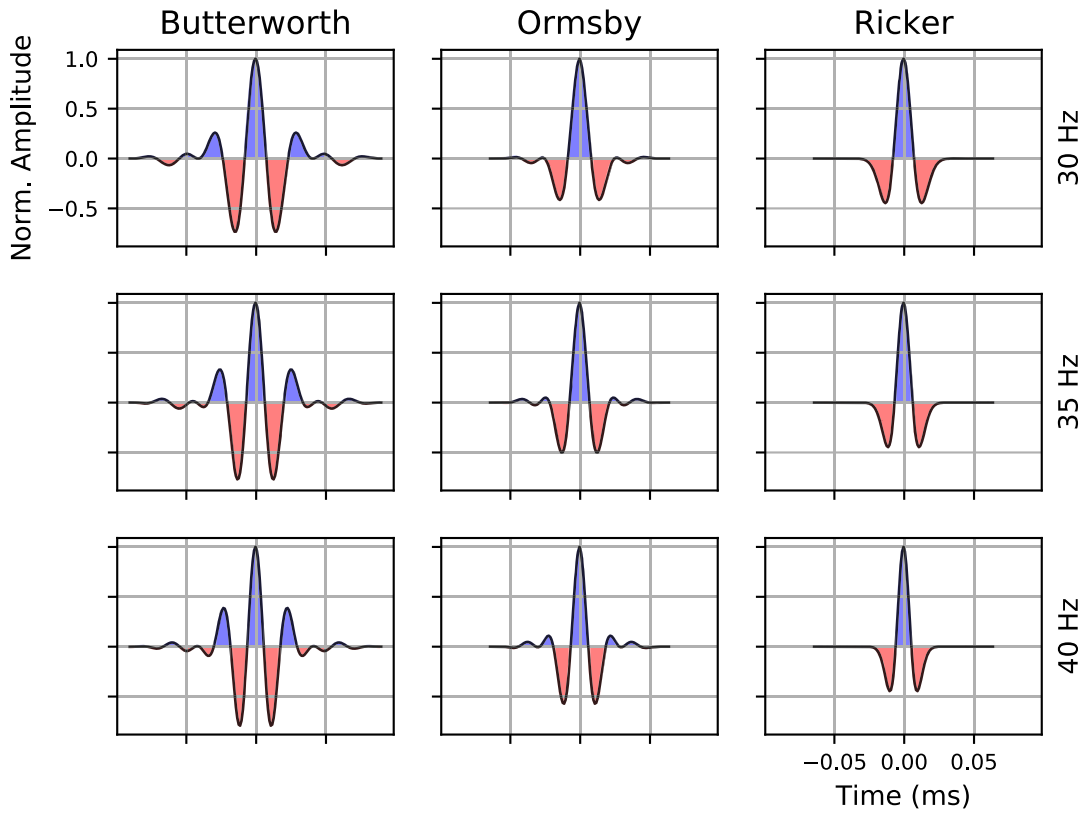 Butterworth
Ormsby
Ricker
Norm. Amplitude
1.0
0.5
0.0
−0.5
30 Hz
35 Hz
40 Hz
−0.05 0.00 0.05
Time (ms)